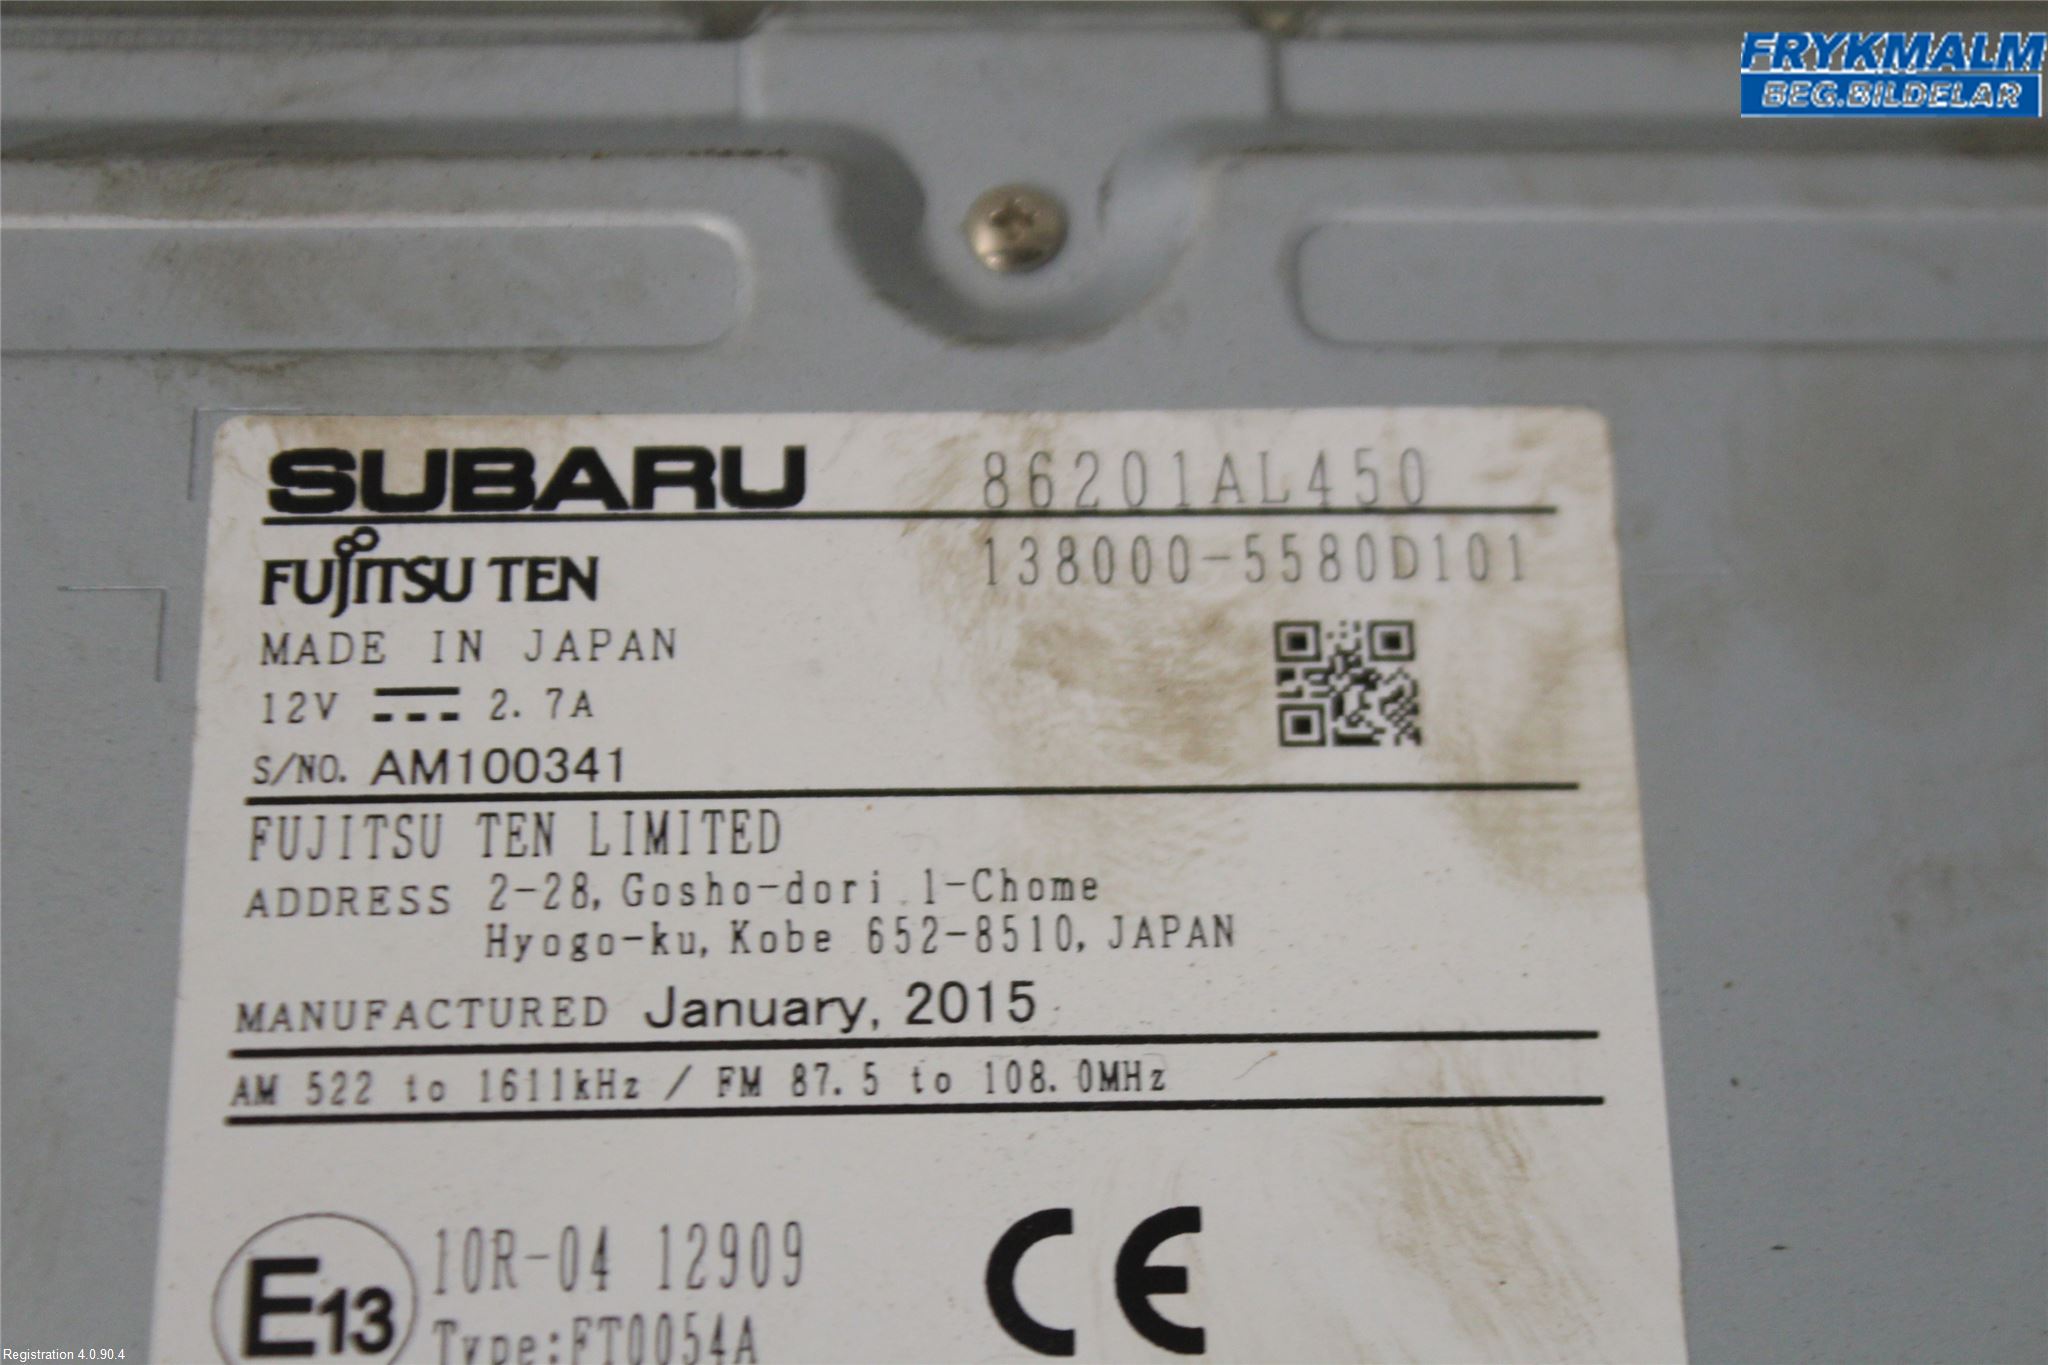 FRYKMALM
BEG.BILDELAR
SUBARU 86201AL450
FUJITSU TEN 138000-5580D101
MADE IN JAPAN
12V 2.7A
S/NO. AM100341
FUJITSU TEN LIMITED
ADDRESS 2-28, Gosho-dori 1-Chome
Hyogo-ku, Kobe 652-8510, JAPAN
MANUFACTURED January, 2015
AM 522 to 1611kHz / FM 87.5 to 108.0MHz
E13 10R-04 12909 CE
Type:FT0054A
Registration 4.0.90.4